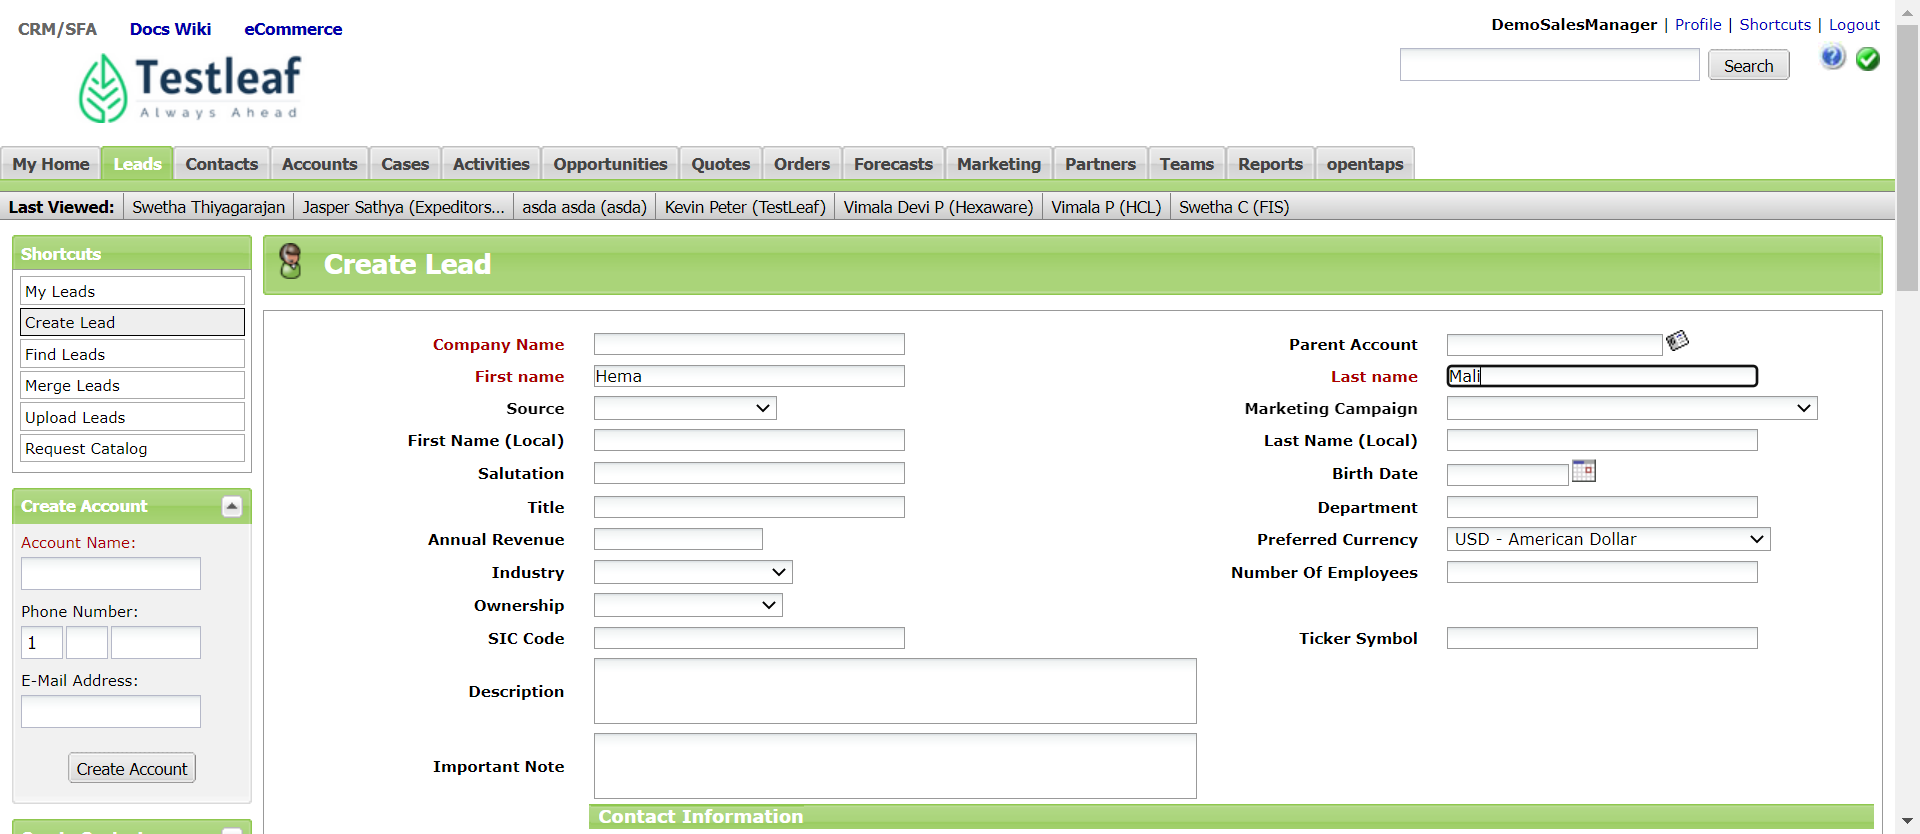 CRM/SFA Docs Wiki eCommerce
DemoSalesManager | Profile | Shortcuts | Logout
Testleaf
Always Ahead
Search
My Home Leads Contacts Accounts Cases Activities Opportunities Quotes Orders Forecasts Marketing Partners Teams Reports opentaps
Last Viewed: Swetha Thiyagarajan Jasper Sathya (Expeditors... asda asda (asda) Kevin Peter (TestLeaf) Vimala Devi P (Hexaware) Vimala P (HCL) Swetha C (FIS)
Shortcuts
My Leads
Create Lead
Find Leads
Merge Leads
Upload Leads
Request Catalog
Create Account
Account Name:
Phone Number:
1
E-Mail Address:
Create Account
Create Lead
Company Name Parent Account
First name Hema Last name Mali
Source Marketing Campaign
First Name (Local) Last Name (Local)
Salutation Birth Date
Title Department
Annual Revenue Preferred Currency USD - American Dollar
Industry Number Of Employees
Ownership
SIC Code Ticker Symbol
Description
Important Note
Contact Information